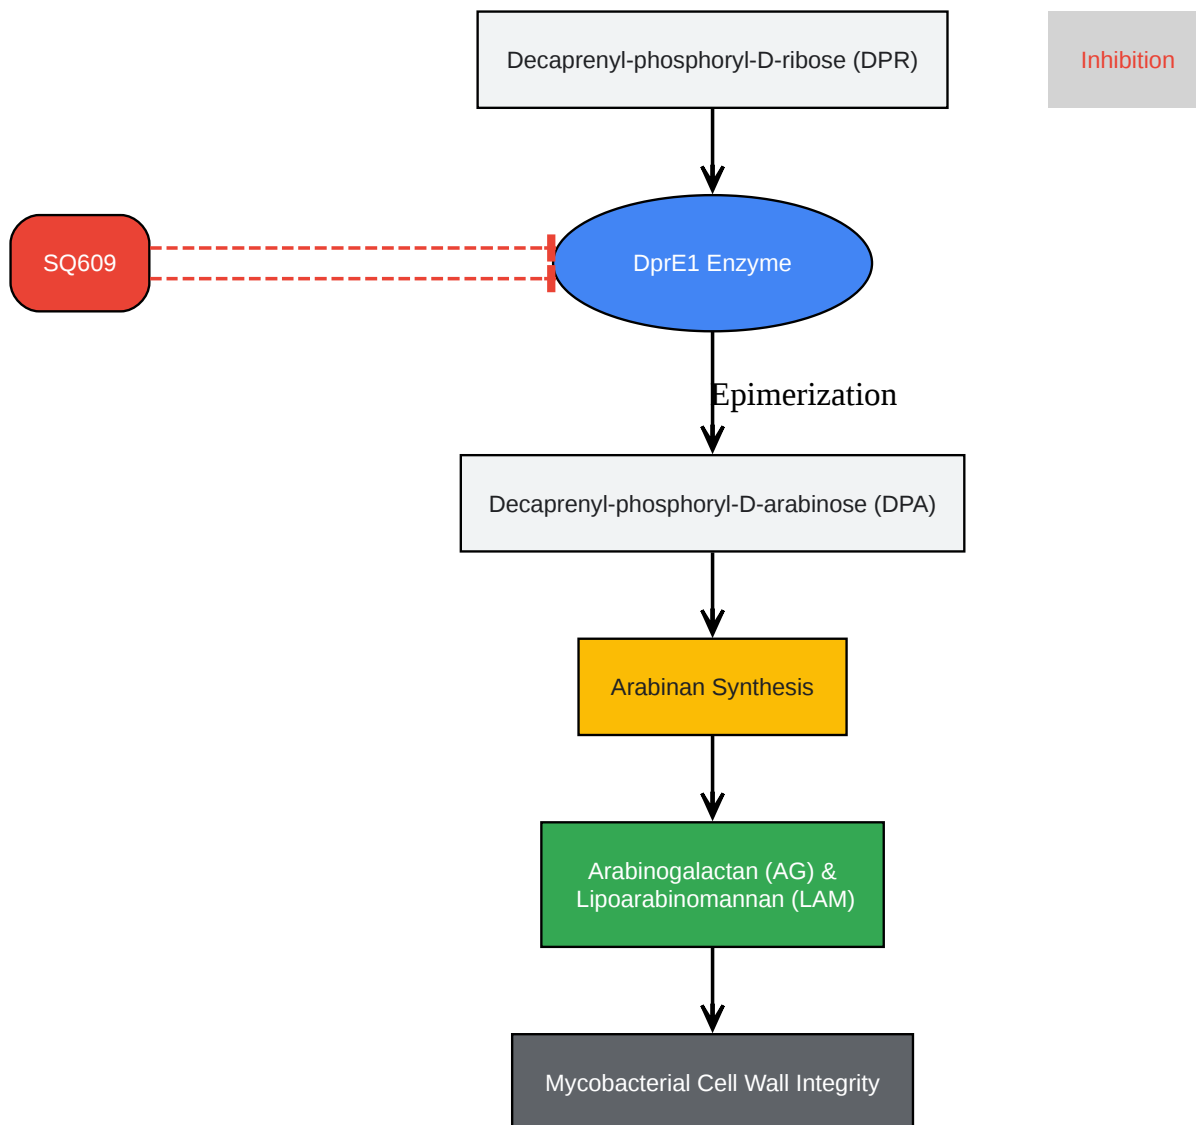 Decaprenyl-phosphoryl-D-ribose (DPR)
Inhibition
SQ609
DprE1 Enzyme
Epimerization
Decaprenyl-phosphoryl-D-arabinose (DPA)
Arabinan Synthesis
Arabinogalactan (AG) &
Lipoarabinomannan (LAM)
Mycobacterial Cell Wall Integrity